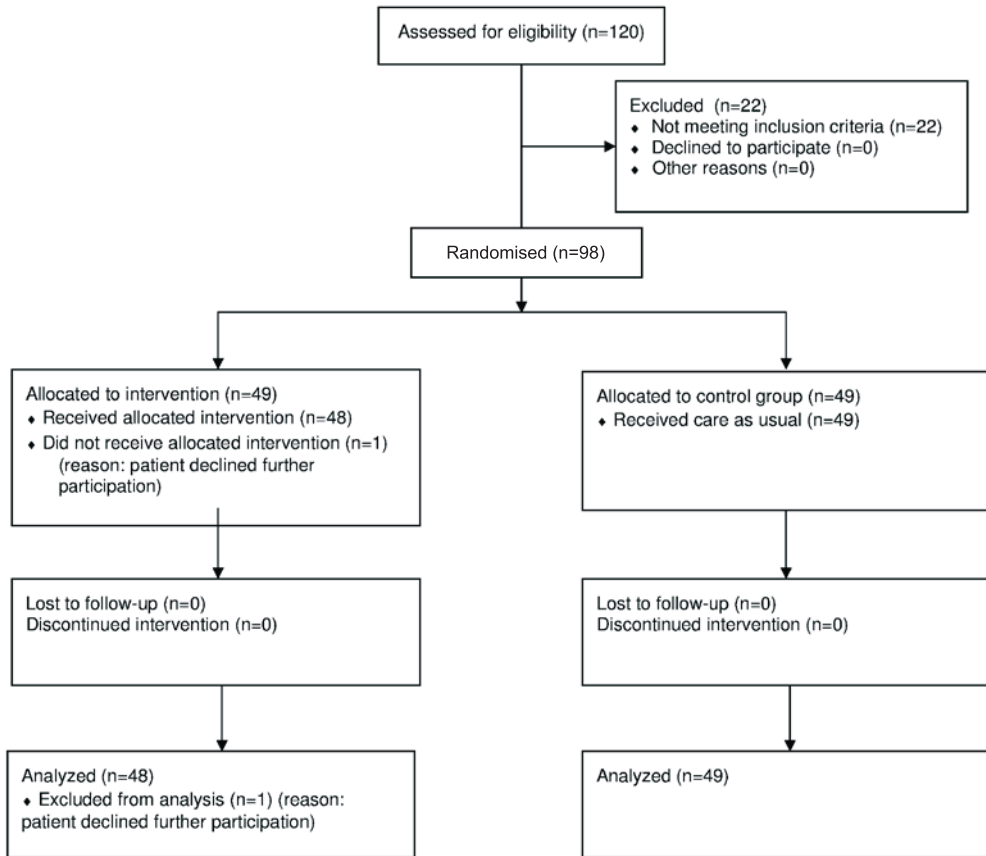 Assessed for eligibility (n=120)
Excluded (n=22)
♦ Not meeting inclusion criteria (n=22)
♦ Declined to participate (n=0)
♦ Other reasons (n=0)
Randomised (n=98)
Allocated to intervention (n=49)
♦ Received allocated intervention (n=48)
♦ Did not receive allocated intervention (n=1)
(reason: patient declined further
participation)
Allocated to control group (n=49)
♦ Received care as usual (n=49)
Lost to follow-up (n=0)
Discontinued intervention (n=0)
Lost to follow-up (n=0)
Discontinued intervention (n=0)
Analyzed (n=48)
♦ Excluded from analysis (n=1) (reason:
patient declined further participation)
Analyzed (n=49)